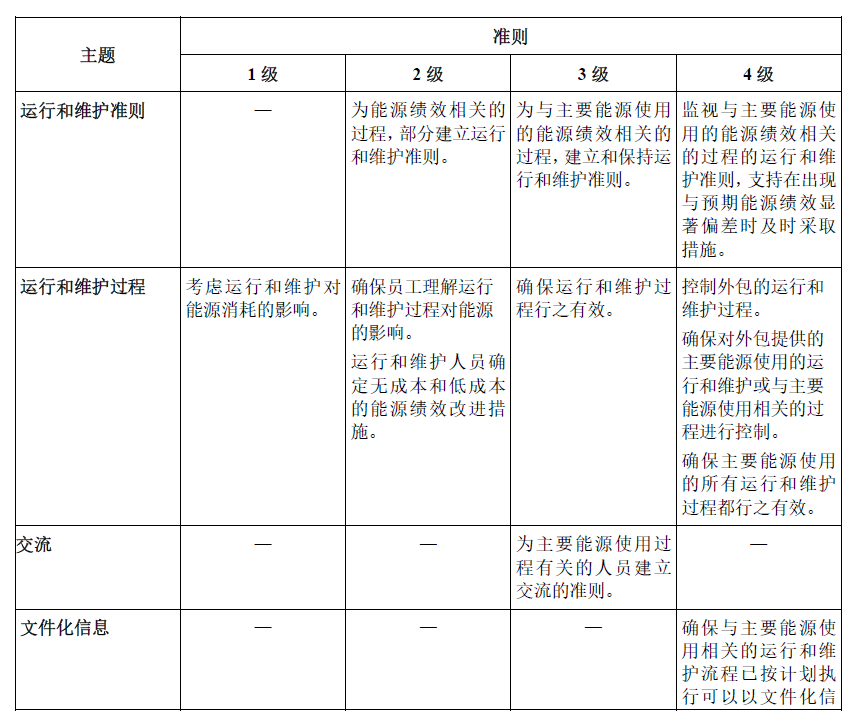 主题
准则
1 级
2 级
3 级
4 级
运行和维护准则
—
为能源绩效相关的
过程，部分建立运行
和维护准则。
为与主要能源使用
的能源绩效相关的
过程，建立和保持运
行和维护准则。
监视与主要能源使
用的能源绩效相关
的过程的运行和维
护准则，支持在出现
与预期能源绩效显
著偏差时及时采取
措施。
运行和维护过程
考虑运行和维护对
能源消耗的影响。
确保员工理解运行
和维护过程对能源
的影响。
运行和维护人员确
定无成本和低成本
的能源绩效改进措
施。
确保运行和维护过
程行之有效。
控制外包的运行和
维护过程。
确保对外包提供的
主要能源使用的运
行和维护或与主要
能源使用相关的过
程进行控制。
确保主要能源使用
的所有运行和维护
过程都行之有效。
交流
—
—
为主要能源使用过
程有关的人员建立
交流的准则。
—
文件化信息
—
—
—
确保与主要能源使
用相关的运行和维
护流程已按计划执
行可以以文件化信